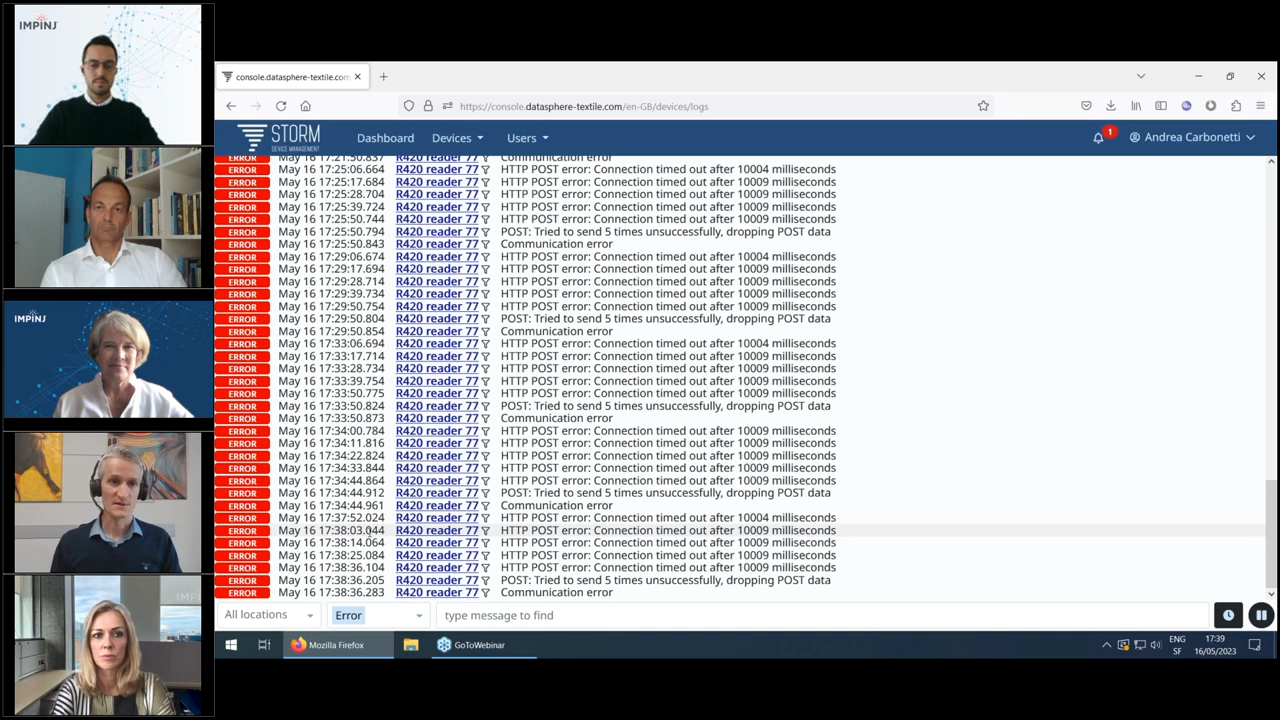 IMPINJ
IMPINJ
IMPINJ
console.datasphere-textile.com
https://console.datasphere-textile.com/en-GB/devices/logs
STORM
DEVICE MANAGEMENT
Dashboard Devices Users 1 Andrea Carbonetti
ERROR May 16 17:21:50.837 R420 reader 77 Communication error
ERROR May 16 17:25:06.664 R420 reader 77 HTTP POST error: Connection timed out after 10004 milliseconds
ERROR May 16 17:25:17.684 R420 reader 77 HTTP POST error: Connection timed out after 10009 milliseconds
ERROR May 16 17:25:28.704 R420 reader 77 HTTP POST error: Connection timed out after 10009 milliseconds
ERROR May 16 17:25:39.724 R420 reader 77 HTTP POST error: Connection timed out after 10009 milliseconds
ERROR May 16 17:25:50.744 R420 reader 77 HTTP POST error: Connection timed out after 10009 milliseconds
ERROR May 16 17:25:50.794 R420 reader 77 POST: Tried to send 5 times unsuccessfully, dropping POST data
ERROR May 16 17:25:50.843 R420 reader 77 Communication error
ERROR May 16 17:29:06.674 R420 reader 77 HTTP POST error: Connection timed out after 10004 milliseconds
ERROR May 16 17:29:17.694 R420 reader 77 HTTP POST error: Connection timed out after 10009 milliseconds
ERROR May 16 17:29:28.714 R420 reader 77 HTTP POST error: Connection timed out after 10009 milliseconds
ERROR May 16 17:29:39.734 R420 reader 77 HTTP POST error: Connection timed out after 10009 milliseconds
ERROR May 16 17:29:50.754 R420 reader 77 HTTP POST error: Connection timed out after 10009 milliseconds
ERROR May 16 17:29:50.804 R420 reader 77 POST: Tried to send 5 times unsuccessfully, dropping POST data
ERROR May 16 17:29:50.854 R420 reader 77 Communication error
ERROR May 16 17:33:06.694 R420 reader 77 HTTP POST error: Connection timed out after 10004 milliseconds
ERROR May 16 17:33:17.714 R420 reader 77 HTTP POST error: Connection timed out after 10009 milliseconds
ERROR May 16 17:33:28.734 R420 reader 77 HTTP POST error: Connection timed out after 10009 milliseconds
ERROR May 16 17:33:39.754 R420 reader 77 HTTP POST error: Connection timed out after 10009 milliseconds
ERROR May 16 17:33:50.775 R420 reader 77 HTTP POST error: Connection timed out after 10009 milliseconds
ERROR May 16 17:33:50.824 R420 reader 77 POST: Tried to send 5 times unsuccessfully, dropping POST data
ERROR May 16 17:33:50.873 R420 reader 77 Communication error
ERROR May 16 17:34:00.784 R420 reader 77 HTTP POST error: Connection timed out after 10009 milliseconds
ERROR May 16 17:34:11.816 R420 reader 77 HTTP POST error: Connection timed out after 10009 milliseconds
ERROR May 16 17:34:22.824 R420 reader 77 HTTP POST error: Connection timed out after 10009 milliseconds
ERROR May 16 17:34:33.844 R420 reader 77 HTTP POST error: Connection timed out after 10009 milliseconds
ERROR May 16 17:34:44.864 R420 reader 77 HTTP POST error: Connection timed out after 10009 milliseconds
ERROR May 16 17:34:44.912 R420 reader 77 POST: Tried to send 5 times unsuccessfully, dropping POST data
ERROR May 16 17:34:44.961 R420 reader 77 Communication error
ERROR May 16 17:37:52.024 R420 reader 77 HTTP POST error: Connection timed out after 10004 milliseconds
ERROR May 16 17:38:03.044 R420 reader 77 HTTP POST error: Connection timed out after 10009 milliseconds
ERROR May 16 17:38:14.064 R420 reader 77 HTTP POST error: Connection timed out after 10009 milliseconds
ERROR May 16 17:38:25.084 R420 reader 77 HTTP POST error: Connection timed out after 10009 milliseconds
ERROR May 16 17:38:36.104 R420 reader 77 HTTP POST error: Connection timed out after 10009 milliseconds
ERROR May 16 17:38:36.205 R420 reader 77 POST: Tried to send 5 times unsuccessfully, dropping POST data
ERROR May 16 17:38:36.283 R420 reader 77 Communication error
All locations Error type message to find
Mozilla Firefox GoToWebinar ENG 17:39
SF 16/05/2023